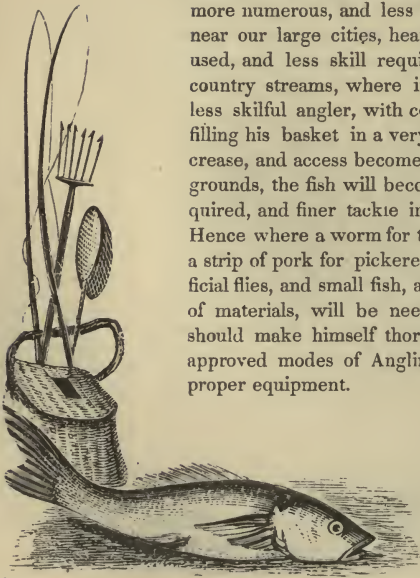 more numerous, and less
near our large cities, hea
used, and less skill requi
country streams, where i
less skilful angler, with c
filling his basket in a very
crease, and access become
grounds, the fish will beco
quired, and finer tackle in
Hence where a worm for t
a strip of pork for pickere
ficial flies, and small fish, a
of materials, will be nee
should make himself thor
approved modes of Anglin
proper equipment.